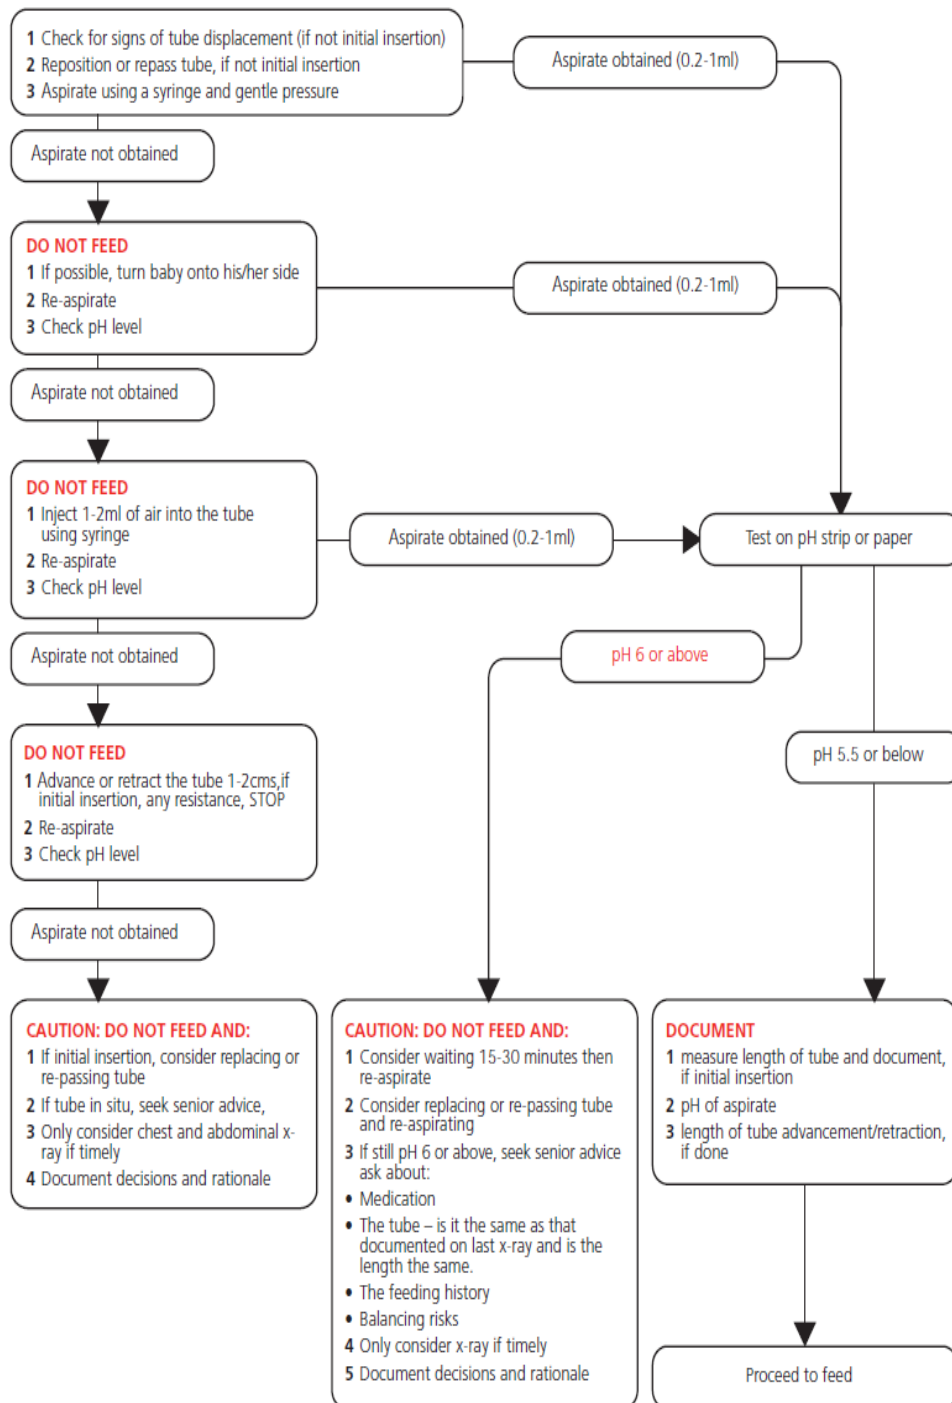 1 Check for signs of tube displacement (if not initial insertion)
2 Reposition or repass tube, if not initial insertion
3 Aspirate using a syringe and gentle pressure
Aspirate obtained (0.2-1ml)
Aspirate not obtained
DO NOT FEED
1 If possible, turn baby onto his/her side
2 Re-aspirate
3 Check pH level
Aspirate obtained (0.2-1ml)
Aspirate not obtained
DO NOT FEED
1 Inject 1-2ml of air into the tube
using syringe
2 Re-aspirate
3 Check pH level
Aspirate obtained (0.2-1ml)
Test on pH strip or paper
Aspirate not obtained
pH 6 or above
pH 5.5 or below
DO NOT FEED
1 Advance or retract the tube 1-2cms,if
initial insertion, any resistance, STOP
2 Re-aspirate
3 Check pH level
Aspirate not obtained
CAUTION: DO NOT FEED AND:
1 If initial insertion, consider replacing or
re-passing tube
2 If tube in situ, seek senior advice,
3 Only consider chest and abdominal x-
ray if timely
4 Document decisions and rationale
CAUTION: DO NOT FEED AND:
1 Consider waiting 15-30 minutes then
re-aspirate
2 Consider replacing or re-passing tube
and re-aspirating
3 If still pH 6 or above, seek senior advice
ask about:
• Medication
• The tube – is it the same as that
documented on last x-ray and is the
length the same.
• The feeding history
• Balancing risks
4 Only consider x-ray if timely
5 Document decisions and rationale
DOCUMENT
1 measure length of tube and document,
if initial insertion
2 pH of aspirate
3 length of tube advancement/retraction,
if done
Proceed to feed